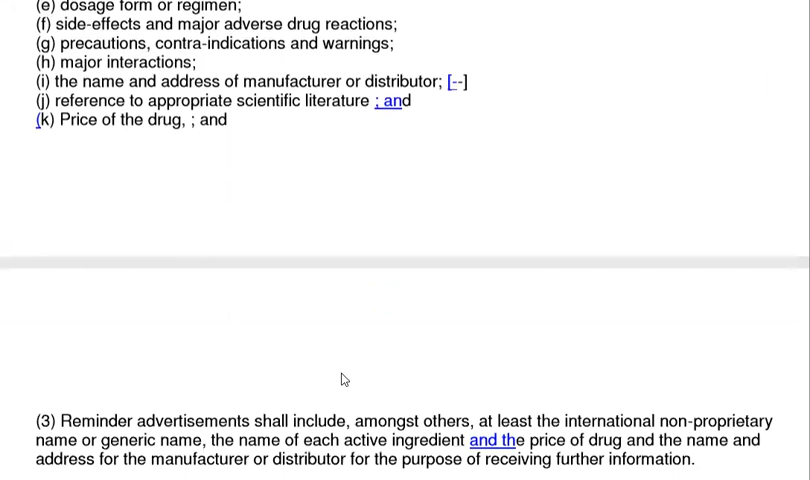 (e) dosage form or regimen;
(f) side-effects and major adverse drug reactions;
(g) precautions, contra-indications and warnings;
(h) major interactions;
(i) the name and address of manufacturer or distributor; [--]
(j) reference to appropriate scientific literature ; and
(k) Price of the drug, ; and
(3) Reminder advertisements shall include, amongst others, at least the international non-proprietary
name or generic name, the name of each active ingredient and the price of drug and the name and
address for the manufacturer or distributor for the purpose of receiving further information.